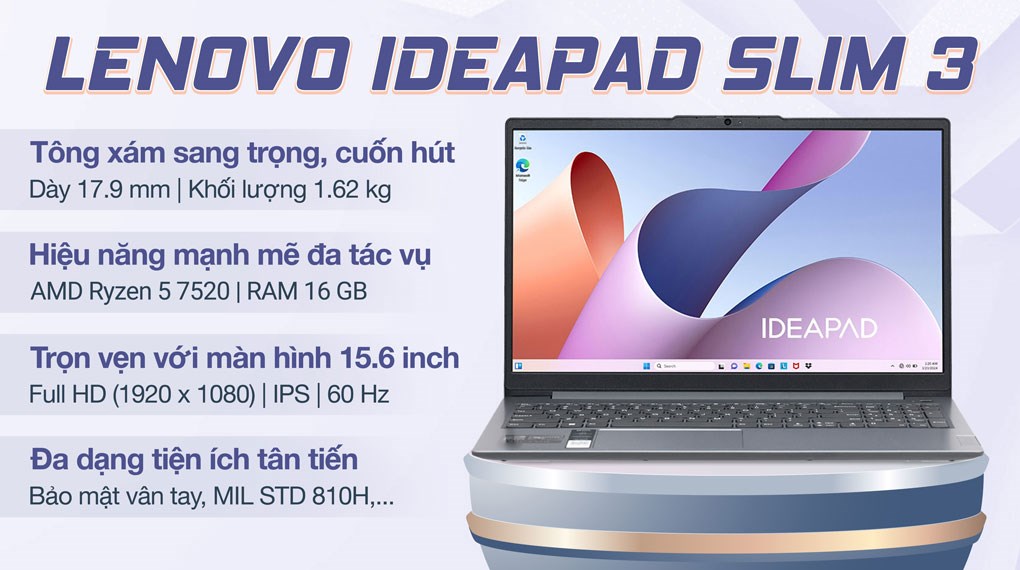 LENOVO IDEAPAD SLIM 3
Tông xám sang trọng, cuốn hút
Dày 17.9 mm | Khối lượng 1.62 kg
Hiệu năng mạnh mẽ đa tác vụ
AMD Ryzen 5 7520 | RAM 16 GB
Trọn vẹn với màn hình 15.6 inch
Full HD (1920 x 1080) | IPS | 60 Hz
Đa dạng tiện ích tân tiến
Bảo mật vân tay, MIL STD 810H,...
IDEAPAD
Search